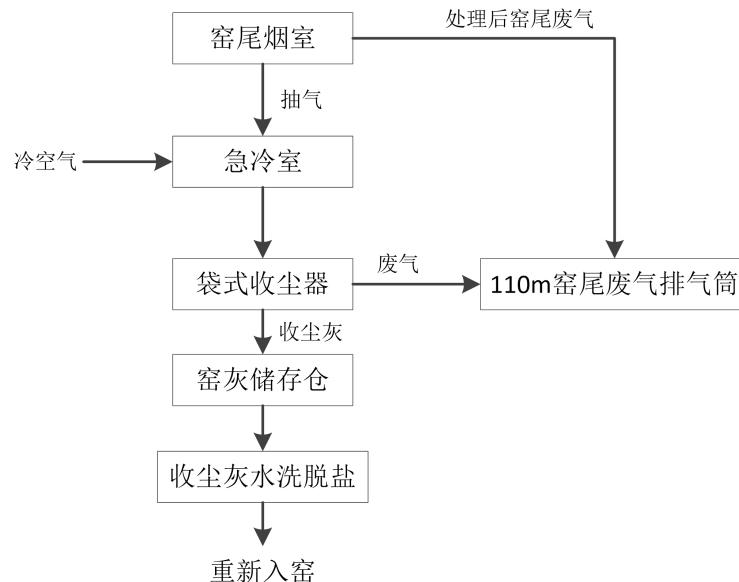 处理后窑尾废气
窑尾烟室
抽气
冷空气
急冷室
废气
袋式收尘器
110m窑尾废气排气筒
收尘灰
窑灰储存仓
收尘灰水洗脱盐
重新入窑